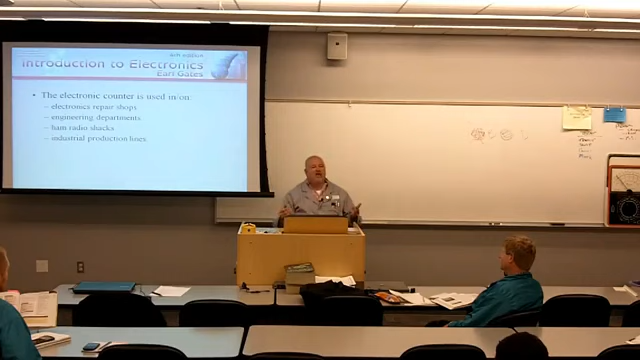 Introduction to Electronics
Earl Gates
• The electronic counter is used in/on:
– electronics repair shops
– engineering departments
– ham radio shacks
– industrial production lines